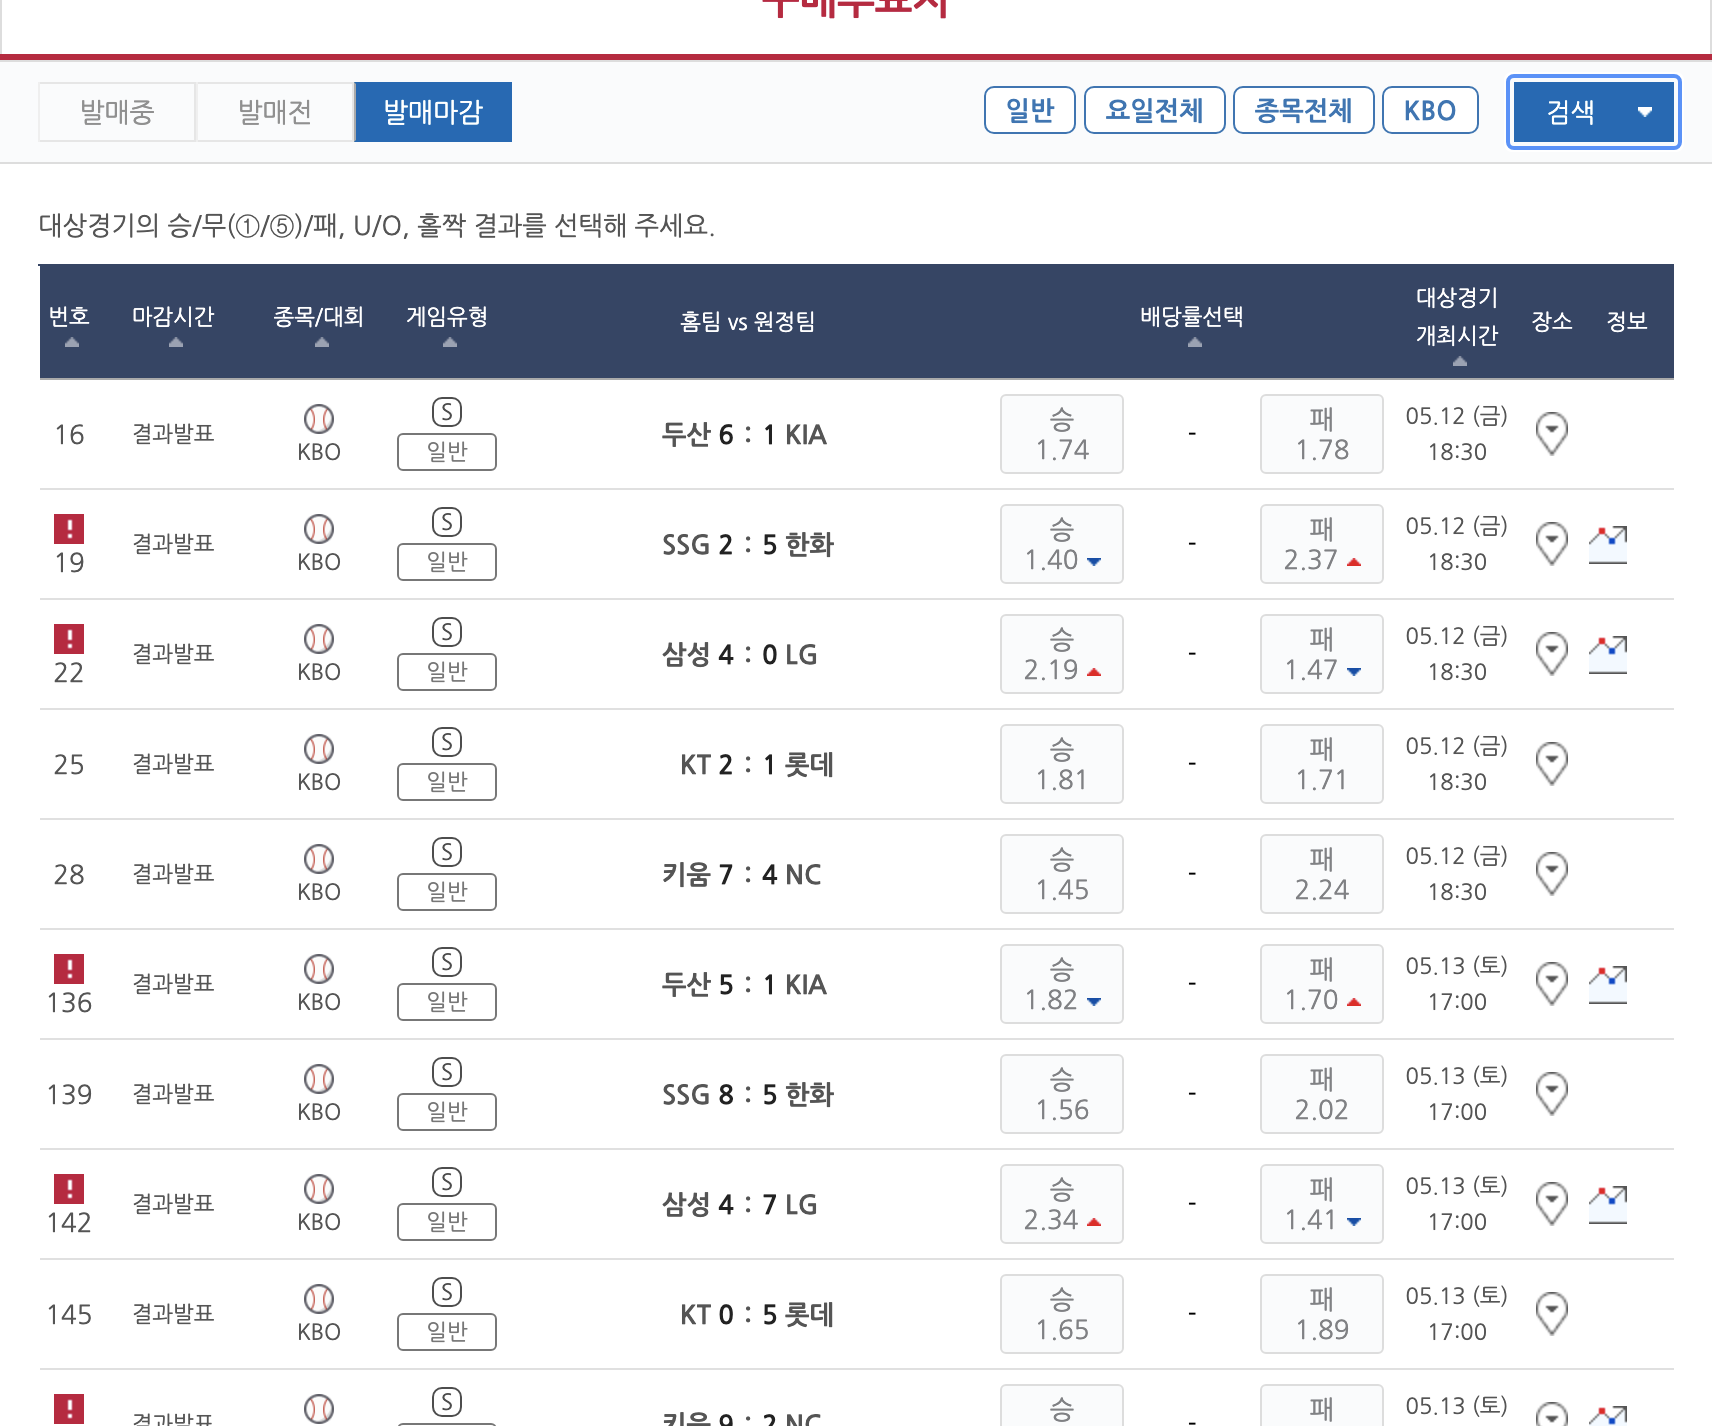 구매투표지
발매중 발매전 발매마감 일반 요일전체 종목전체 KBO 검색
대상경기의 승/무(①/⑤)/패, U/O, 홀짝 결과를 선택해 주세요.
번호 마감시간 종목/대회 게임유형 홈팀 vs 원정팀 배당률선택 대상경기 개최시간 장소 정보
16 결과발표 KBO S 일반 두산 6 : 1 KIA 승 1.74 - 패 1.78 05.12 (금) 18:30
! 19 결과발표 KBO S 일반 SSG 2 : 5 한화 승 1.40 - 패 2.37 05.12 (금) 18:30
! 22 결과발표 KBO S 일반 삼성 4 : 0 LG 승 2.19 - 패 1.47 05.12 (금) 18:30
25 결과발표 KBO S 일반 KT 2 : 1 롯데 승 1.81 - 패 1.71 05.12 (금) 18:30
28 결과발표 KBO S 일반 키움 7 : 4 NC 승 1.45 - 패 2.24 05.12 (금) 18:30
! 136 결과발표 KBO S 일반 두산 5 : 1 KIA 승 1.82 - 패 1.70 05.13 (토) 17:00
139 결과발표 KBO S 일반 SSG 8 : 5 한화 승 1.56 - 패 2.02 05.13 (토) 17:00
! 142 결과발표 KBO S 일반 삼성 4 : 7 LG 승 2.34 - 패 1.41 05.13 (토) 17:00
145 결과발표 KBO S 일반 KT 0 : 5 롯데 승 1.65 - 패 1.89 05.13 (토) 17:00
! 결과발표 S 키움 9 : 2 NC 승 - 패 05.13 (토)